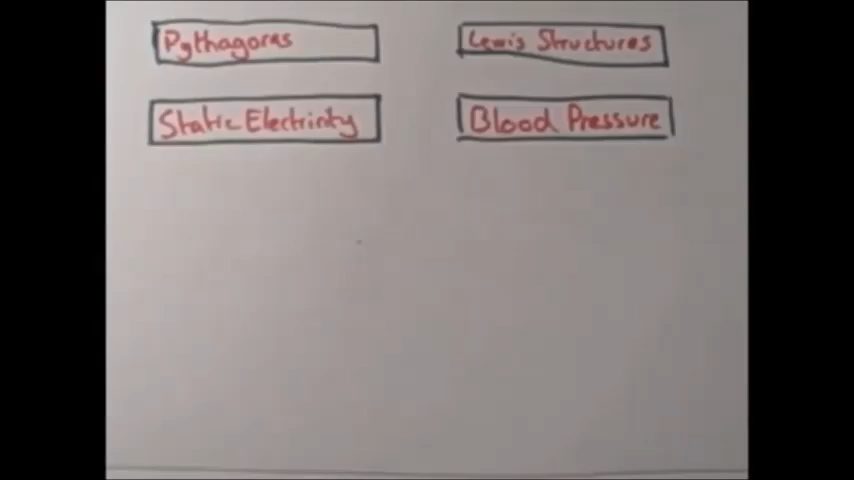 Pythagoras
Lewis Structures
Static Electricity
Blood Pressure